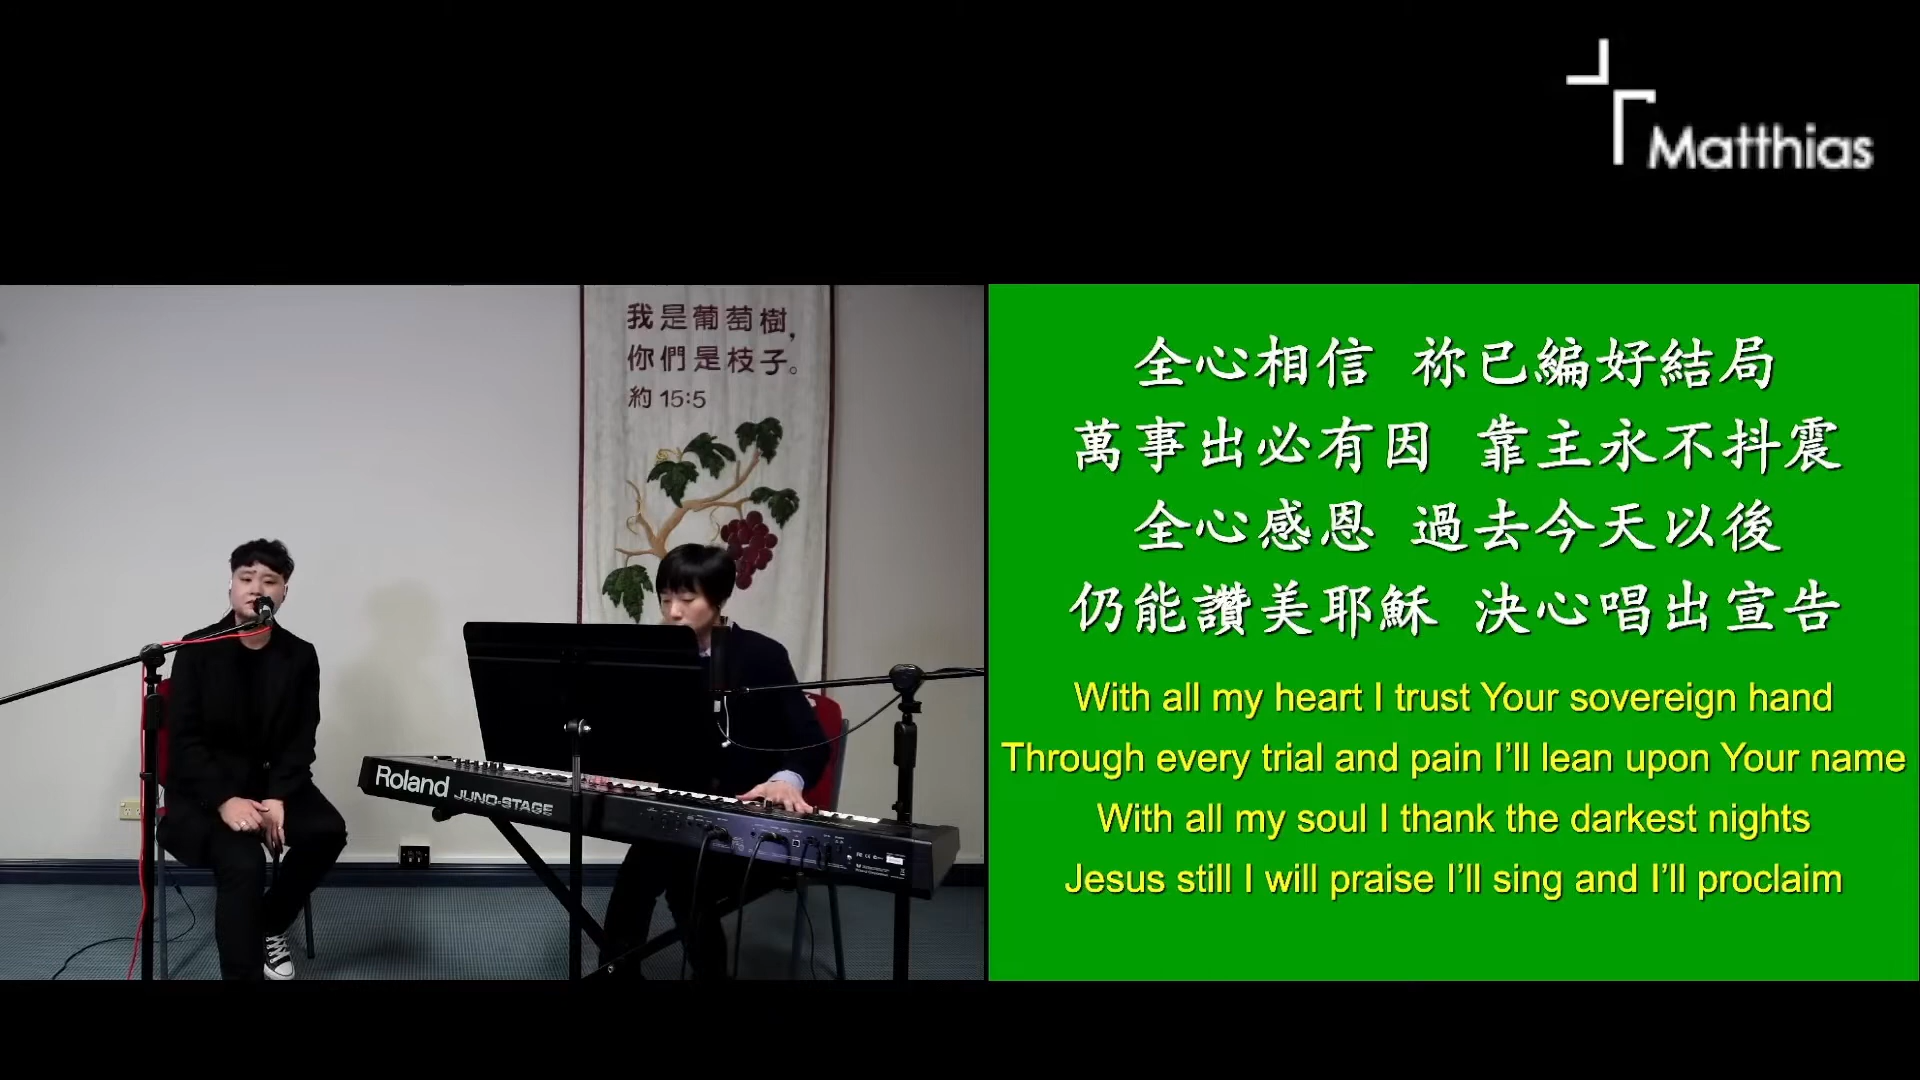 Matthias
我是葡萄樹，
你們是枝子。
約 15:5
Roland JUNO-STAGE
全心相信 祢已編好結局
萬事出必有因 靠主永不抖震
全心感恩 過去今天以後
仍能讚美耶穌 決心唱出宣告
With all my heart I trust Your sovereign hand
Through every trial and pain I’ll lean upon Your name
With all my soul I thank the darkest nights
Jesus still I will praise I’ll sing and I’ll proclaim